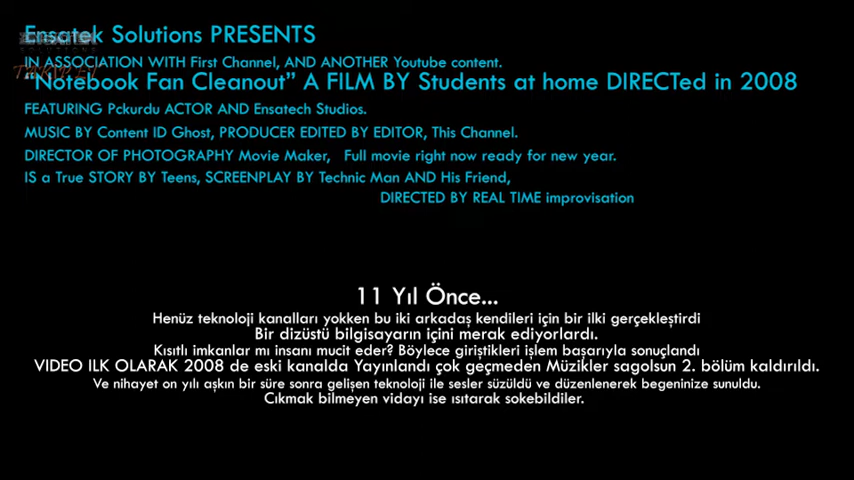 Ensatek Solutions PRESENTS
IN ASSOCIATION WITH First Channel, AND ANOTHER Youtube content.
“Notebook Fan Cleanout” A FILM BY Students at home DIRECTed in 2008
FEATURING Pckurdu ACTOR AND Ensatech Studios.
MUSIC BY Content ID Ghost, PRODUCER EDITED BY EDITOR, This Channel.
DIRECTOR OF PHOTOGRAPHY Movie Maker, Full movie right now ready for new year.
IS a True STORY BY Teens, SCREENPLAY BY Technic Man AND His Friend,
DIRECTED BY REAL TIME improvisation
11 Yıl Önce...
Henüz teknoloji kanalları yokken bu iki arkadaş kendileri için bir ilki gerçekleştirdi
Bir dizüstü bilgisayarın içini merak ediyorlardı.
Kısıtlı imkanlar mı insanı mucit eder? Böylece giriştikleri işlem başarıyla sonuçlandı
VIDEO ILK OLARAK 2008 de eski kanalda Yayınlandı çok geçmeden Müzikler sagolsun 2. bölüm kaldırıldı.
Ve nihayet on yılı aşkın bir süre sonra gelişen teknoloji ile sesler süzüldü ve düzenlenerek begeninize sunuldu.
Cıkmak bilmeyen vidayı ise ısıtarak sokebildiler.